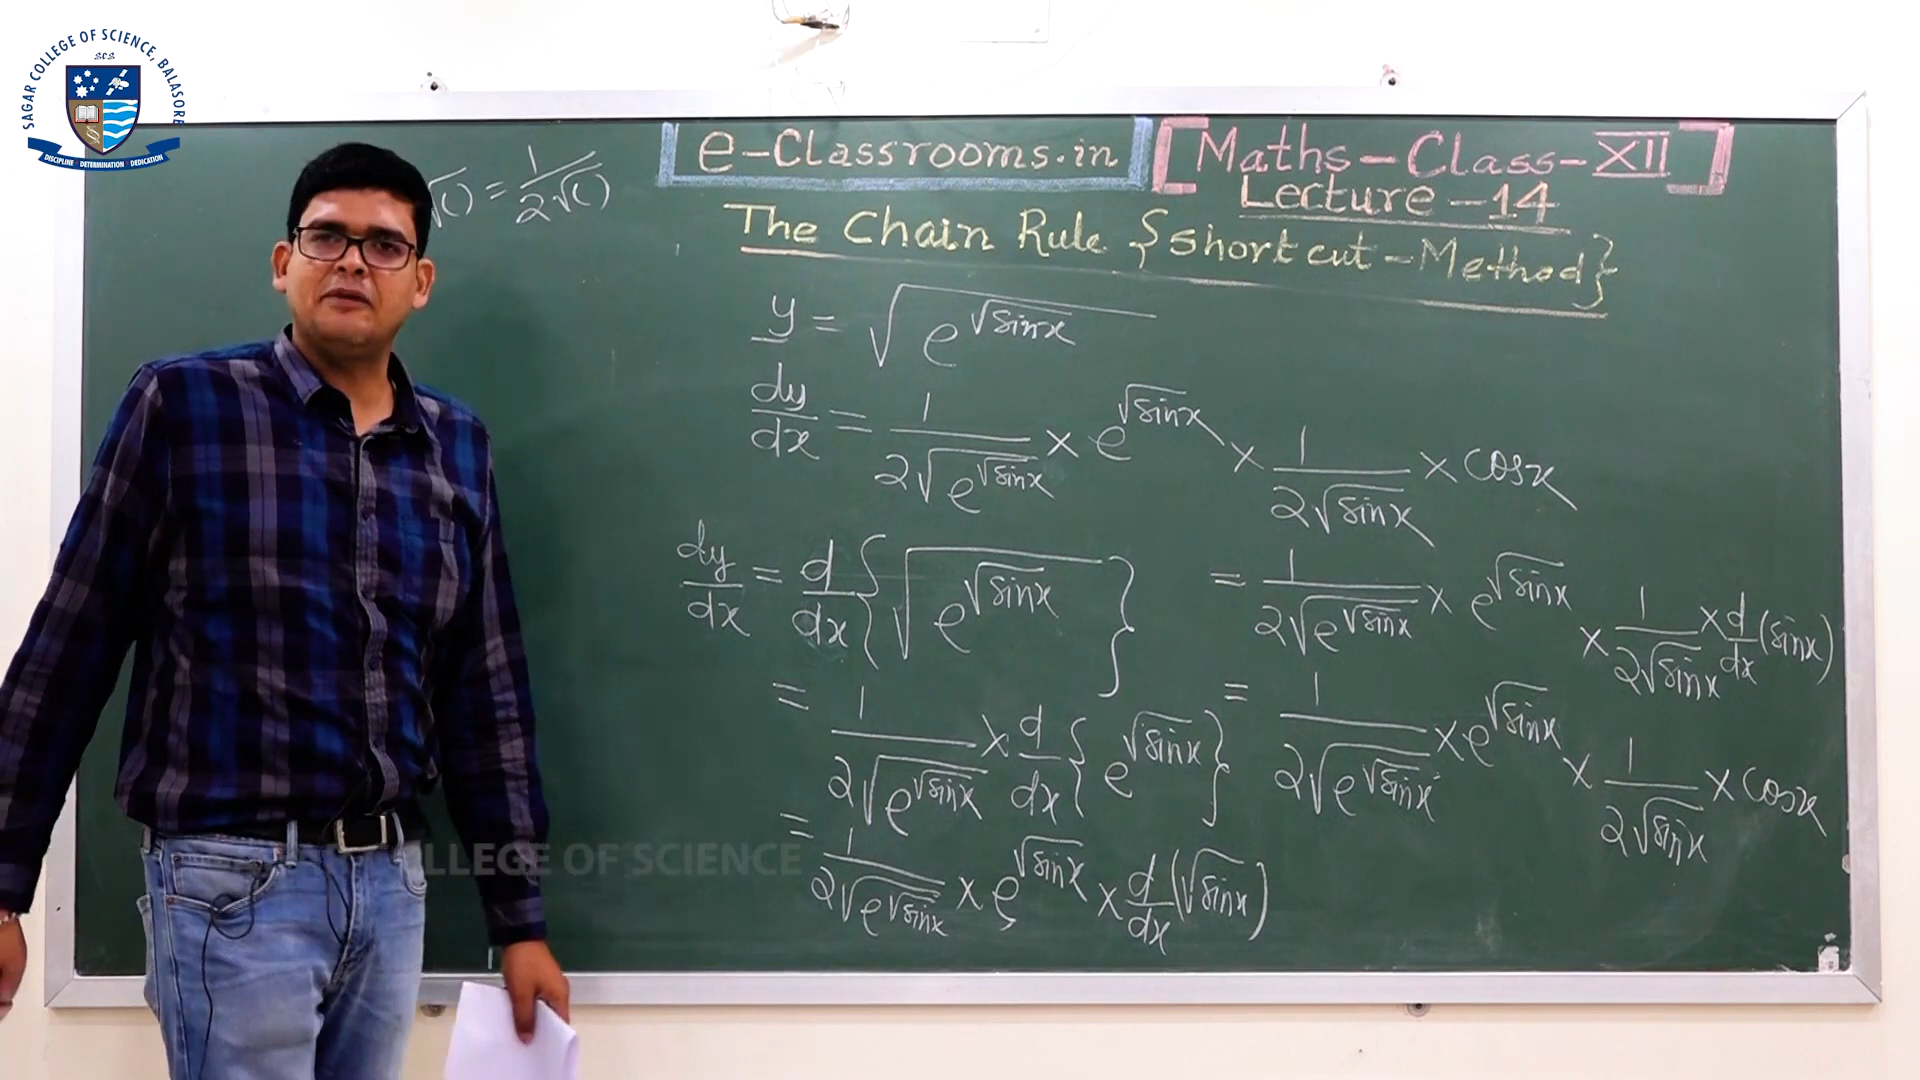 SAGAR COLLEGE OF SCIENCE, BALASORE
SCS
DISCIPLINE DETERMINATION DEDICATION
√( ) = 1/2√( )
e-Classrooms.in
[Maths-Class-XII]
Lecture-14
The Chain Rule {Shortcut-Method}
y = √e^√sinx
dy/dx = 1/2√e^√sinx × e^√sinx × 1/2√sinx × cosx
dy/dx = d/dx{√e^√sinx}
= 1/2√e^√sinx × d/dx{e^√sinx}
= 1/2√e^√sinx × e^√sinx × d/dx(√sinx)
= 1/2√e^√sinx × e^√sinx × 1/2√sinx × d/dx(sinx)
= 1/2√e^√sinx × e^√sinx × 1/2√sinx × cosx
COLLEGE OF SCIENCE